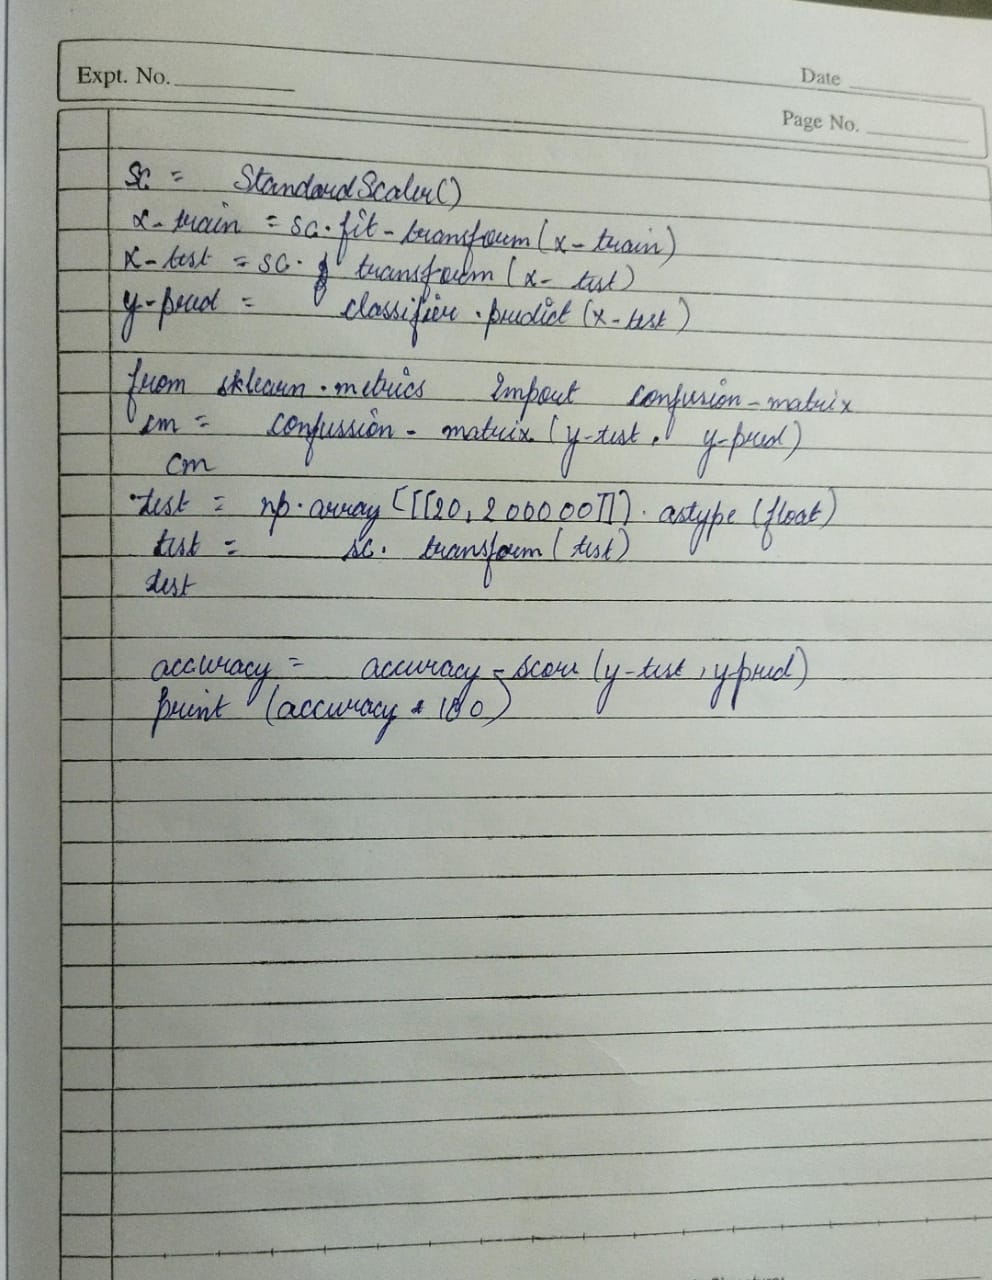 Expt. No.
Date
Page No.
Sc = StandardScaler()
x-train = sc.fit-transform(x-train)
x-test = sc. transform(x-test)
y-pred = classifier.predict(x-test)
from sklearn.metrics Import confusion-matrix
cm = confussion-matrix(y-test, y-pred)
cm
test = np.array([[20, 200000]]).astype(float)
test = sc.transform(test)
test
accuracy = accuracy-score(y-test, y pred)
print (accuracy * 100)